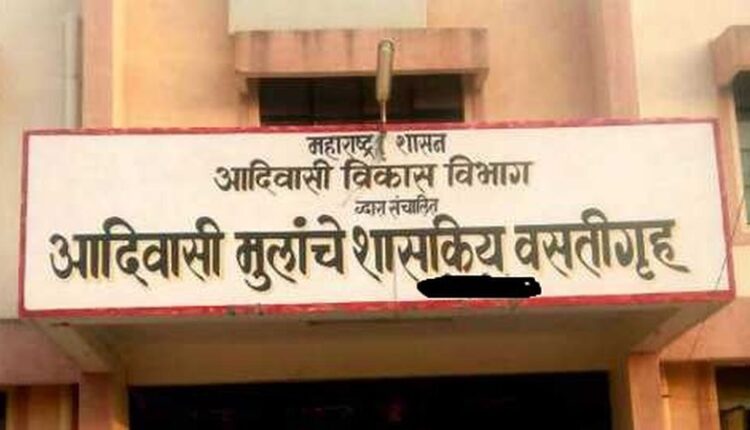 महाराष्ट्र शासन
आदिवासी विकास विभाग
व्दारा संचालित
आदिवासी मुलांचे शासकिय वसतीगृह